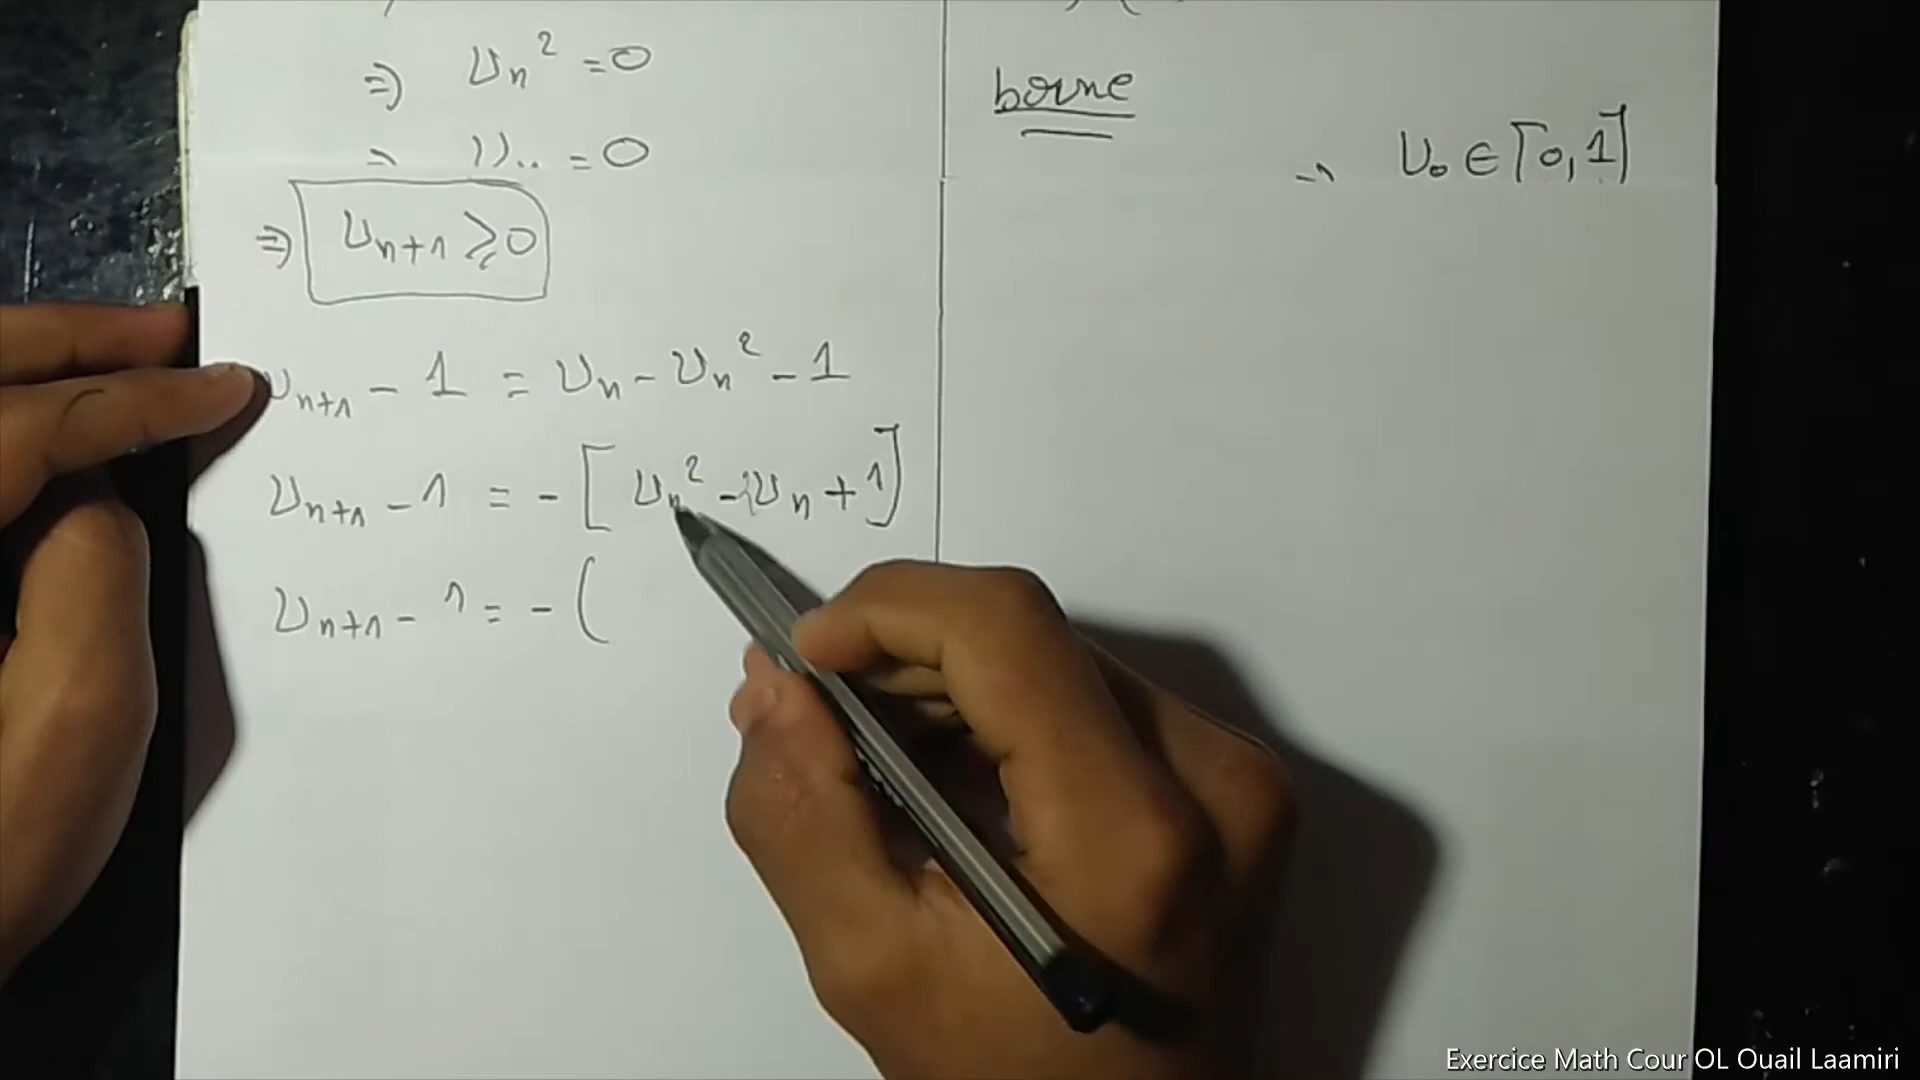 ⇒ Un² = 0
= 0
⇒ Un+1 ⩾ 0
Un+1 - 1 = Un - Un² - 1
Un+1 - 1 = - [ Un² - Un + 1 ]
Un+1 - 1 = - (
borne
U₀ ∈ [0,1]
Exercice Math Cour OL Ouail Laamiri